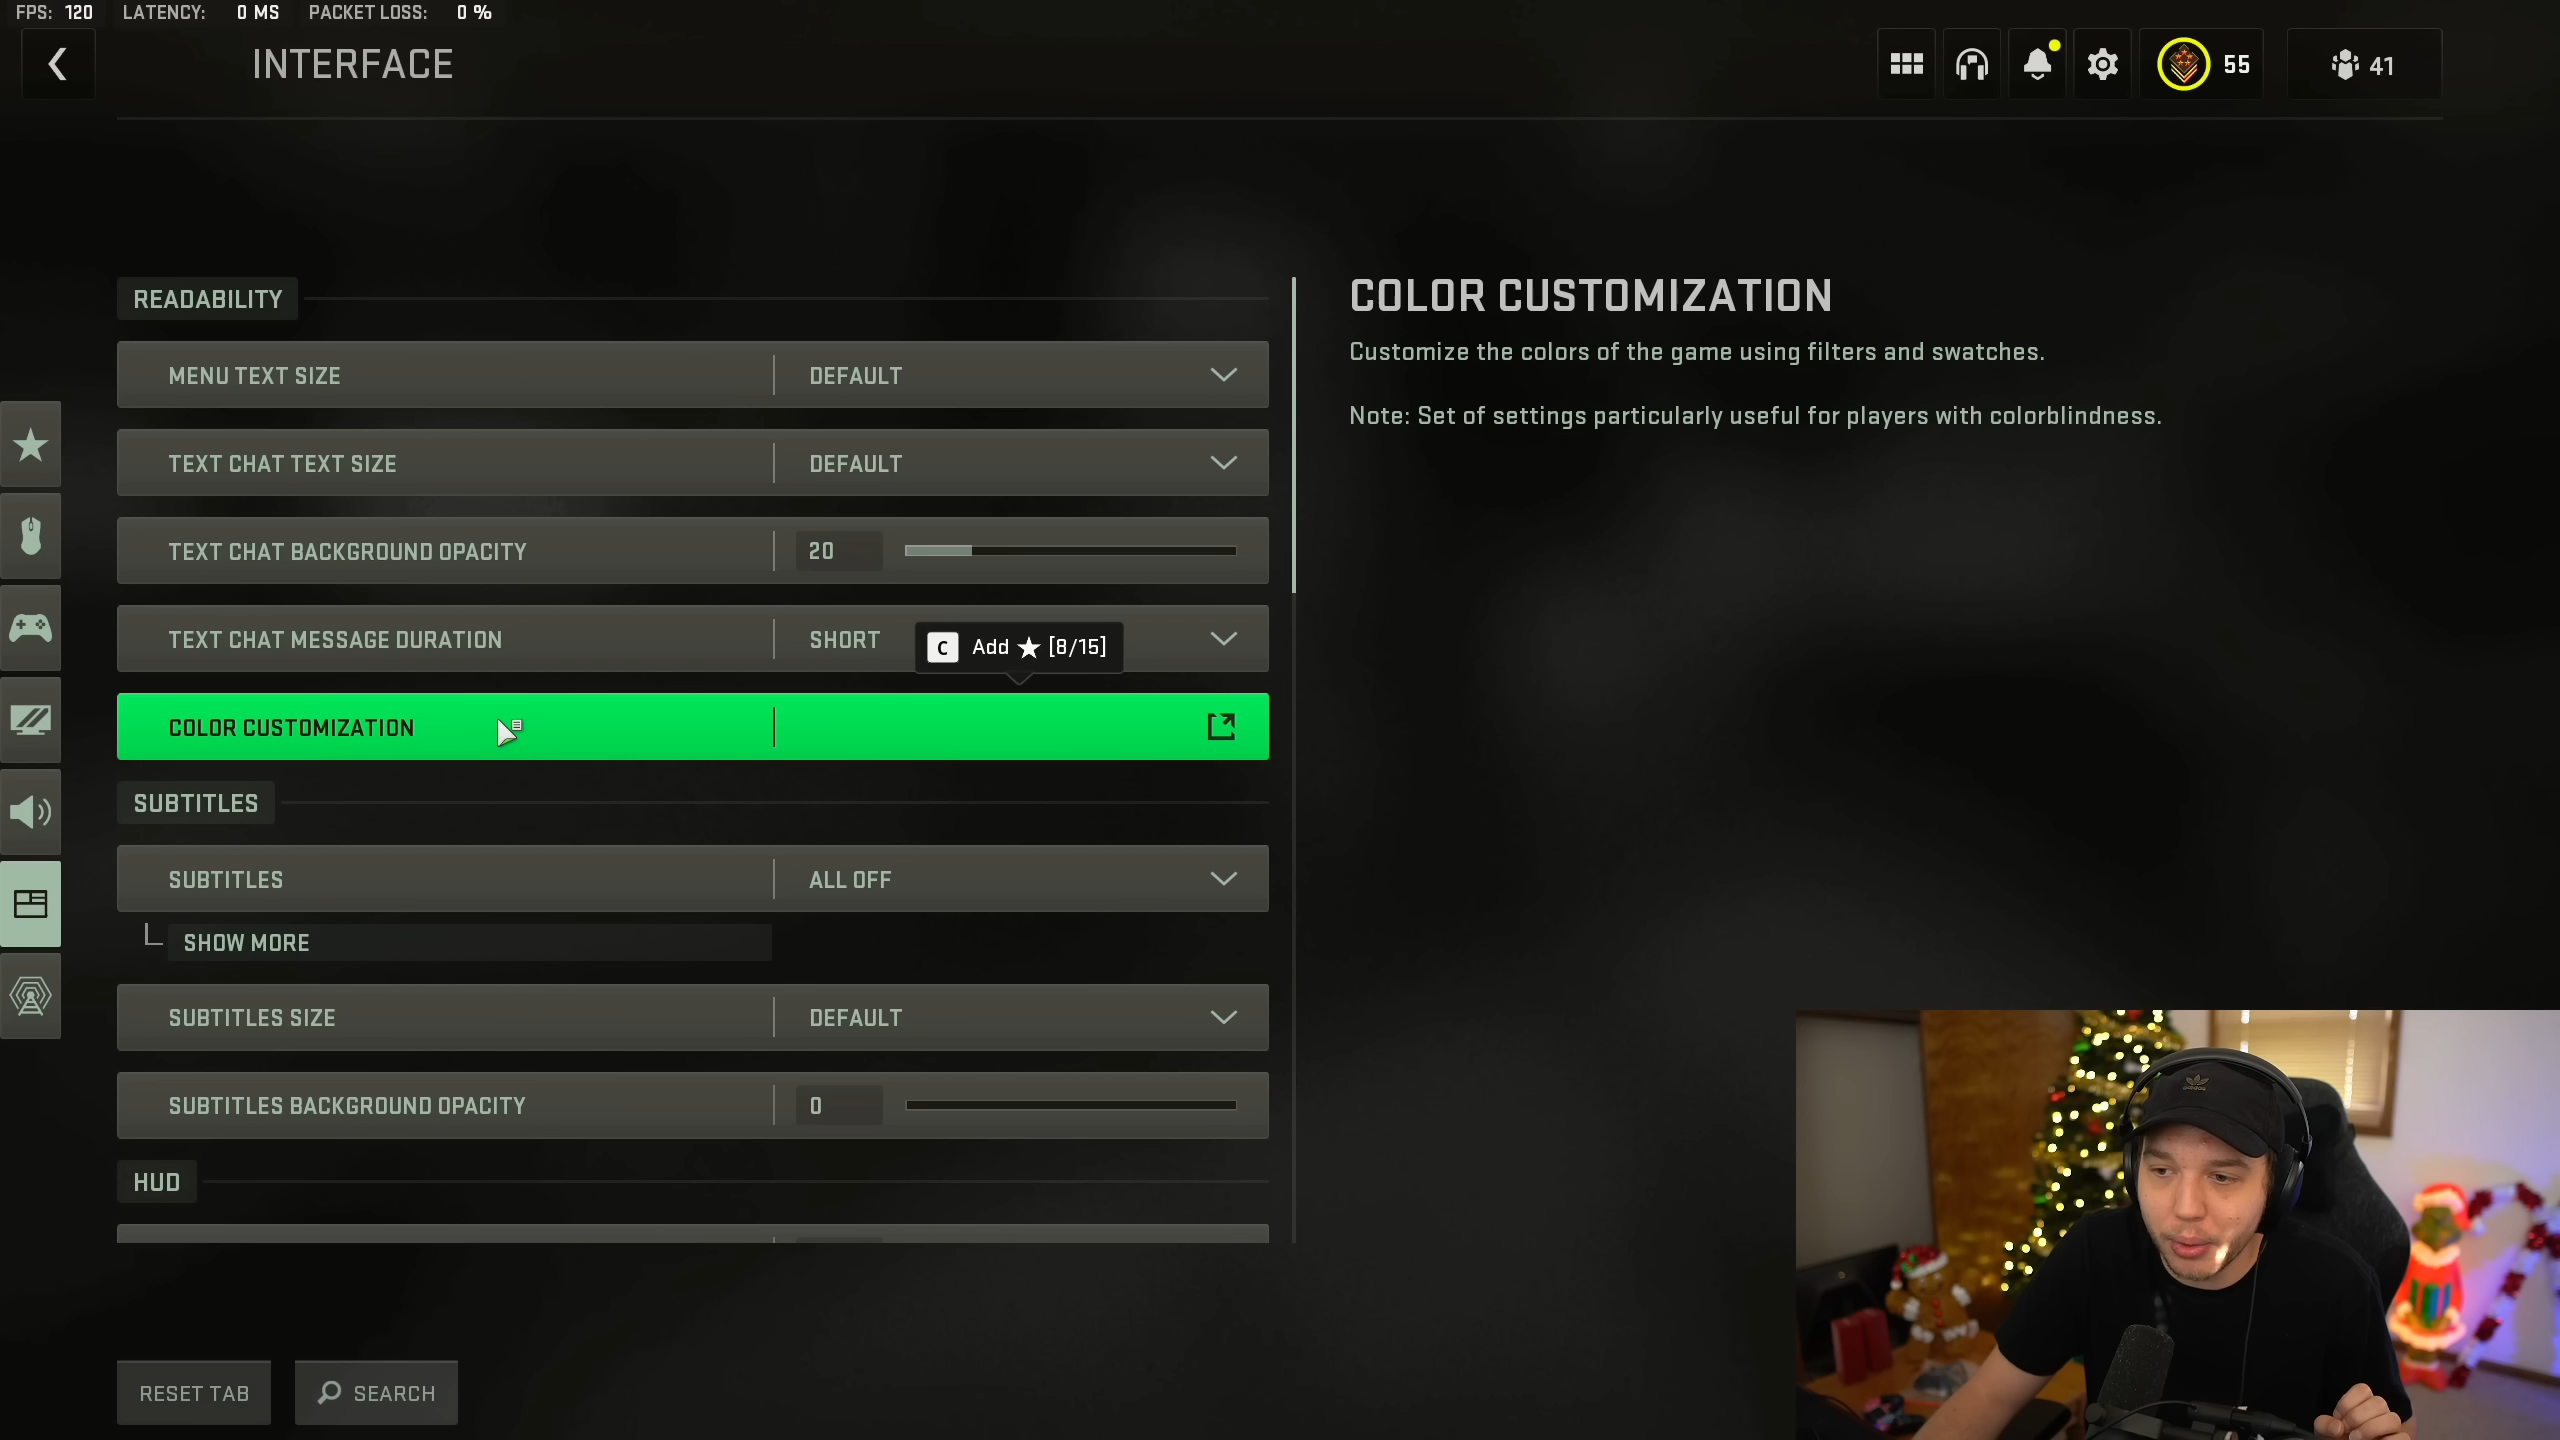 FPS: 120 LATENCY: 0 MS PACKET LOSS: 0 %
INTERFACE
55
41
READABILITY
MENU TEXT SIZE DEFAULT
TEXT CHAT TEXT SIZE DEFAULT
TEXT CHAT BACKGROUND OPACITY 20
TEXT CHAT MESSAGE DURATION SHORT
C Add ★ [8/15]
COLOR CUSTOMIZATION
SUBTITLES
SUBTITLES ALL OFF
SHOW MORE
SUBTITLES SIZE DEFAULT
SUBTITLES BACKGROUND OPACITY 0
HUD
RESET TAB SEARCH
COLOR CUSTOMIZATION
Customize the colors of the game using filters and swatches.
Note: Set of settings particularly useful for players with colorblindness.